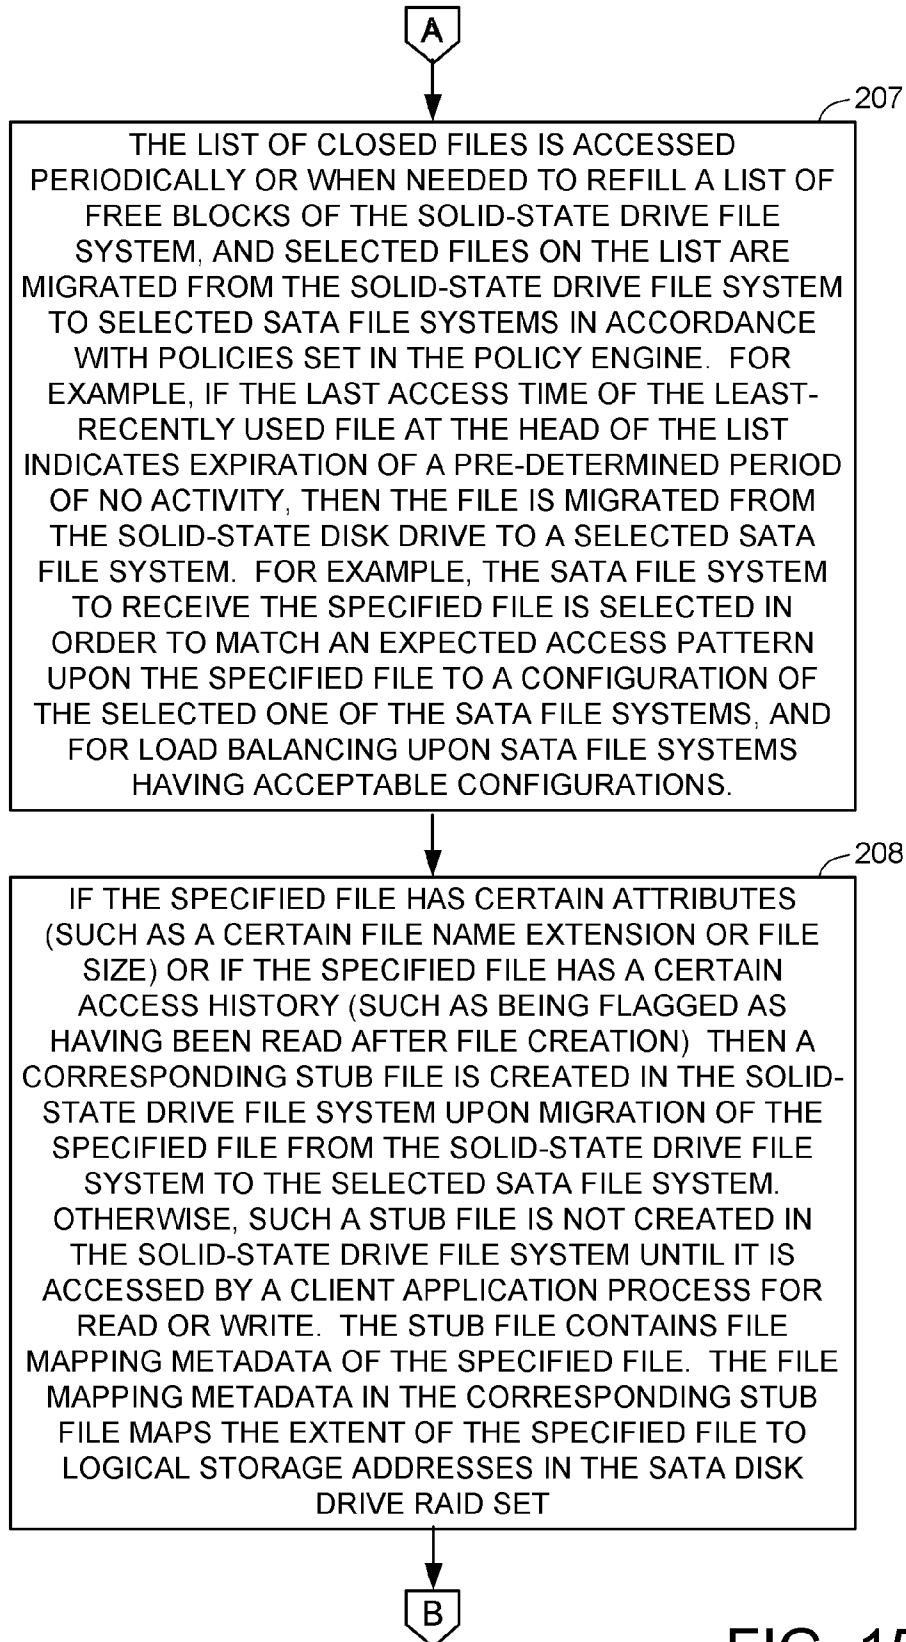 A
207
THE LIST OF CLOSED FILES IS ACCESSED
PERIODICALLY OR WHEN NEEDED TO REFILL A LIST OF
FREE BLOCKS OF THE SOLID-STATE DRIVE FILE
SYSTEM, AND SELECTED FILES ON THE LIST ARE
MIGRATED FROM THE SOLID-STATE DRIVE FILE SYSTEM
TO SELECTED SATA FILE SYSTEMS IN ACCORDANCE
WITH POLICIES SET IN THE POLICY ENGINE. FOR
EXAMPLE, IF THE LAST ACCESS TIME OF THE LEAST-
RECENTLY USED FILE AT THE HEAD OF THE LIST
INDICATES EXPIRATION OF A PRE-DETERMINED PERIOD
OF NO ACTIVITY, THEN THE FILE IS MIGRATED FROM
THE SOLID-STATE DISK DRIVE TO A SELECTED SATA
FILE SYSTEM. FOR EXAMPLE, THE SATA FILE SYSTEM
TO RECEIVE THE SPECIFIED FILE IS SELECTED IN
ORDER TO MATCH AN EXPECTED ACCESS PATTERN
UPON THE SPECIFIED FILE TO A CONFIGURATION OF
THE SELECTED ONE OF THE SATA FILE SYSTEMS, AND
FOR LOAD BALANCING UPON SATA FILE SYSTEMS
HAVING ACCEPTABLE CONFIGURATIONS.
208
IF THE SPECIFIED FILE HAS CERTAIN ATTRIBUTES
(SUCH AS A CERTAIN FILE NAME EXTENSION OR FILE
SIZE) OR IF THE SPECIFIED FILE HAS A CERTAIN
ACCESS HISTORY (SUCH AS BEING FLAGGED AS
HAVING BEEN READ AFTER FILE CREATION) THEN A
CORRESPONDING STUB FILE IS CREATED IN THE SOLID-
STATE DRIVE FILE SYSTEM UPON MIGRATION OF THE
SPECIFIED FILE FROM THE SOLID-STATE DRIVE FILE
SYSTEM TO THE SELECTED SATA FILE SYSTEM.
OTHERWISE, SUCH A STUB FILE IS NOT CREATED IN
THE SOLID-STATE DRIVE FILE SYSTEM UNTIL IT IS
ACCESSED BY A CLIENT APPLICATION PROCESS FOR
READ OR WRITE. THE STUB FILE CONTAINS FILE
MAPPING METADATA OF THE SPECIFIED FILE. THE FILE
MAPPING METADATA IN THE CORRESPONDING STUB
FILE MAPS THE EXTENT OF THE SPECIFIED FILE TO
LOGICAL STORAGE ADDRESSES IN THE SATA DISK
DRIVE RAID SET
B
FIG.